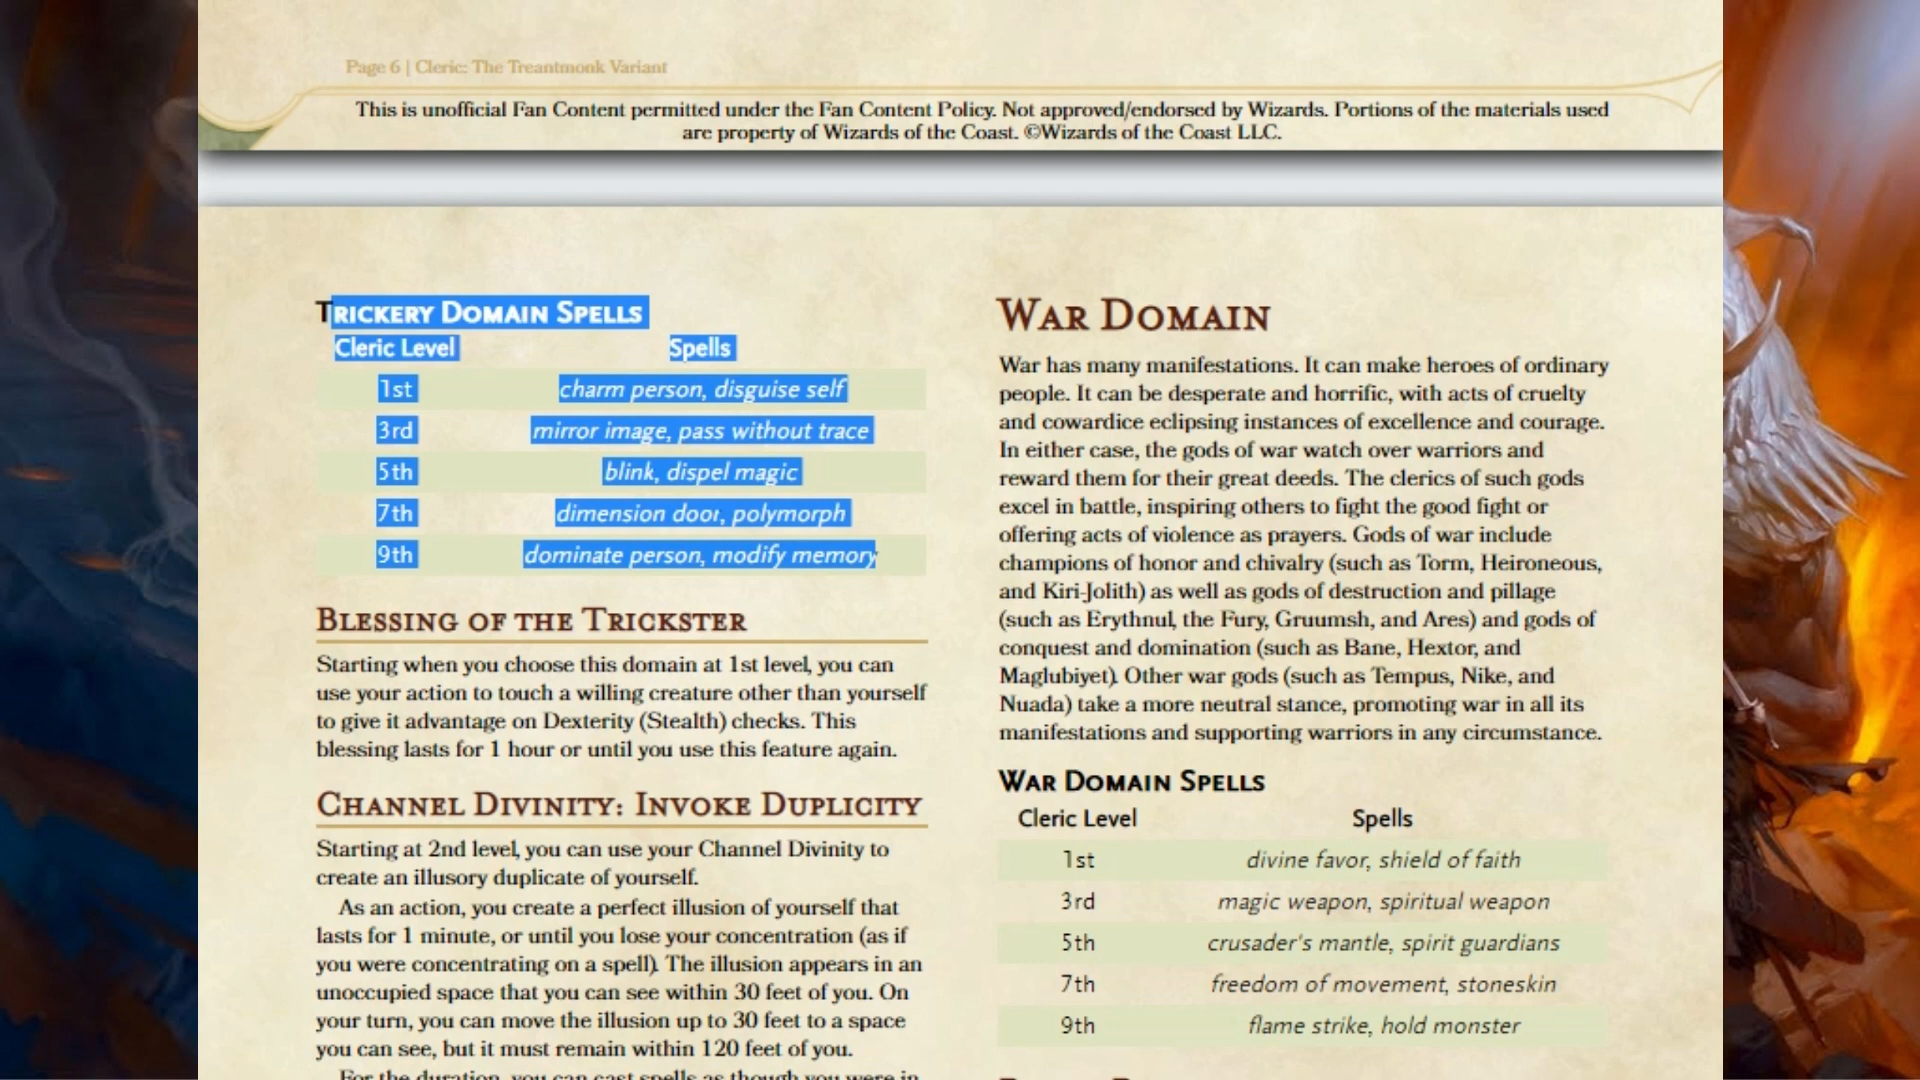 Page 6 | Cleric: The Treantmonk Variant
This is unofficial Fan Content permitted under the Fan Content Policy. Not approved/endorsed by Wizards. Portions of the materials used
are property of Wizards of the Coast. ©Wizards of the Coast LLC.
Trickery Domain Spells
Cleric Level Spells
1st charm person, disguise self
3rd mirror image, pass without trace
5th blink, dispel magic
7th dimension door, polymorph
9th dominate person, modify memory
Blessing of the Trickster
Starting when you choose this domain at 1st level, you can
use your action to touch a willing creature other than yourself
to give it advantage on Dexterity (Stealth) checks. This
blessing lasts for 1 hour or until you use this feature again.
Channel Divinity: Invoke Duplicity
Starting at 2nd level, you can use your Channel Divinity to
create an illusory duplicate of yourself.
As an action, you create a perfect illusion of yourself that
lasts for 1 minute, or until you lose your concentration (as if
you were concentrating on a spell). The illusion appears in an
unoccupied space that you can see within 30 feet of you. On
your turn, you can move the illusion up to 30 feet to a space
you can see, but it must remain within 120 feet of you.
For the duration, you can cast spells as though you were in
War Domain
War has many manifestations. It can make heroes of ordinary
people. It can be desperate and horrific, with acts of cruelty
and cowardice eclipsing instances of excellence and courage.
In either case, the gods of war watch over warriors and
reward them for their great deeds. The clerics of such gods
excel in battle, inspiring others to fight the good fight or
offering acts of violence as prayers. Gods of war include
champions of honor and chivalry (such as Torm, Heironeous,
and Kiri-Jolith) as well as gods of destruction and pillage
(such as Erythnul, the Fury, Gruumsh, and Ares) and gods of
conquest and domination (such as Bane, Hextor, and
Maglubiyet). Other war gods (such as Tempus, Nike, and
Nuada) take a more neutral stance, promoting war in all its
manifestations and supporting warriors in any circumstance.
War Domain Spells
Cleric Level Spells
1st divine favor, shield of faith
3rd magic weapon, spiritual weapon
5th crusader's mantle, spirit guardians
7th freedom of movement, stoneskin
9th flame strike, hold monster